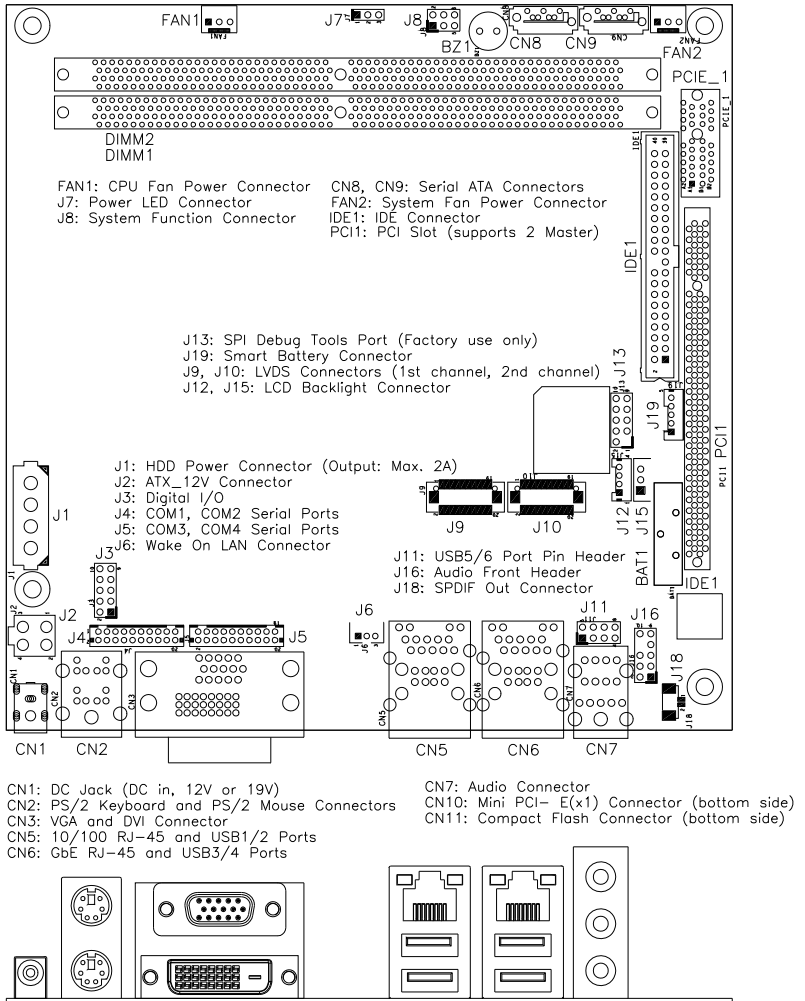 FAN1
J7
J8
BZ1
CN8
CN9
FAN2
PCIE_1
DIMM2
DIMM1
FAN1: CPU Fan Power Connector
J7: Power LED Connector
J8: System Function Connector
CN8, CN9: Serial ATA Connectors
FAN2: System Fan Power Connector
IDE1: IDE Connector
PCI1: PCI Slot (supports 2 Master)
IDE1
J13: SPI Debug Tools Port (Factory use only)
J19: Smart Battery Connector
J9, J10: LVDS Connectors (1st channel, 2nd channel)
J12, J15: LCD Backlight Connector
J13
J19
PCI1
J1: HDD Power Connector (Output: Max. 2A)
J2: ATX_12V Connector
J3: Digital I/O
J4: COM1, COM2 Serial Ports
J5: COM3, COM4 Serial Ports
J6: Wake On LAN Connector
J1
J9
J10
J12
J15
BAT1
J3
J11: USB5/6 Port Pin Header
J16: Audio Front Header
J18: SPDIF Out Connector
IDE1
J2
J4
J5
J6
J11
J16
J18
CN1
CN2
CN3
CN5
CN6
CN7
CN1
CN2
CN5
CN6
CN7
CN1: DC Jack (DC in, 12V or 19V)
CN2: PS/2 Keyboard and PS/2 Mouse Connectors
CN3: VGA and DVI Connector
CN5: 10/100 RJ-45 and USB1/2 Ports
CN6: GbE RJ-45 and USB3/4 Ports
CN7: Audio Connector
CN10: Mini PCI- E(x1) Connector (bottom side)
CN11: Compact Flash Connector (bottom side)